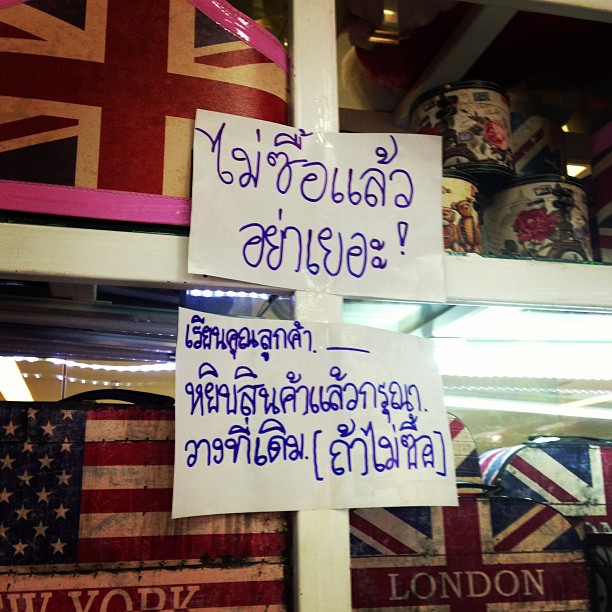 ไม่ซื้อแล้ว
อย่าเยอะ!
เรียนคุณลูกค้า.
หยิบสินค้าแล้วกรุณา.
วางที่เดิม. (ถ้าไม่ซื้อ)
NEW YORK
LONDON